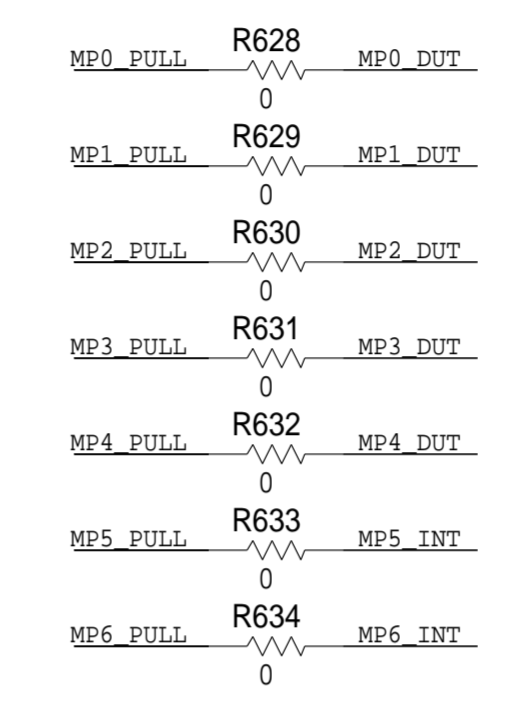 R628
MP0_PULL MP0_DUT
0
R629
MP1_PULL MP1_DUT
0
R630
MP2_PULL MP2_DUT
0
R631
MP3_PULL MP3_DUT
0
R632
MP4_PULL MP4_DUT
0
R633
MP5_PULL MP5_INT
0
R634
MP6_PULL MP6_INT
0